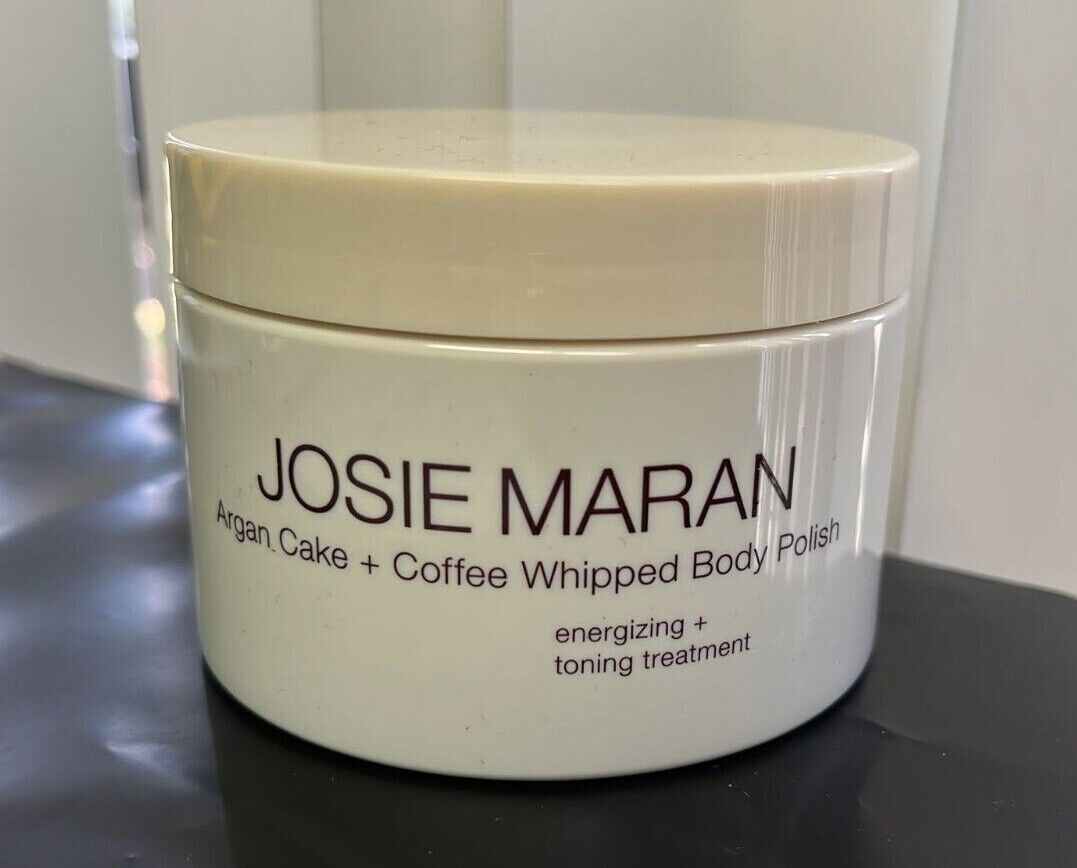 JOSIE MARAN
Argan Cake + Coffee Whipped Body Polish
energizing +
toning treatment